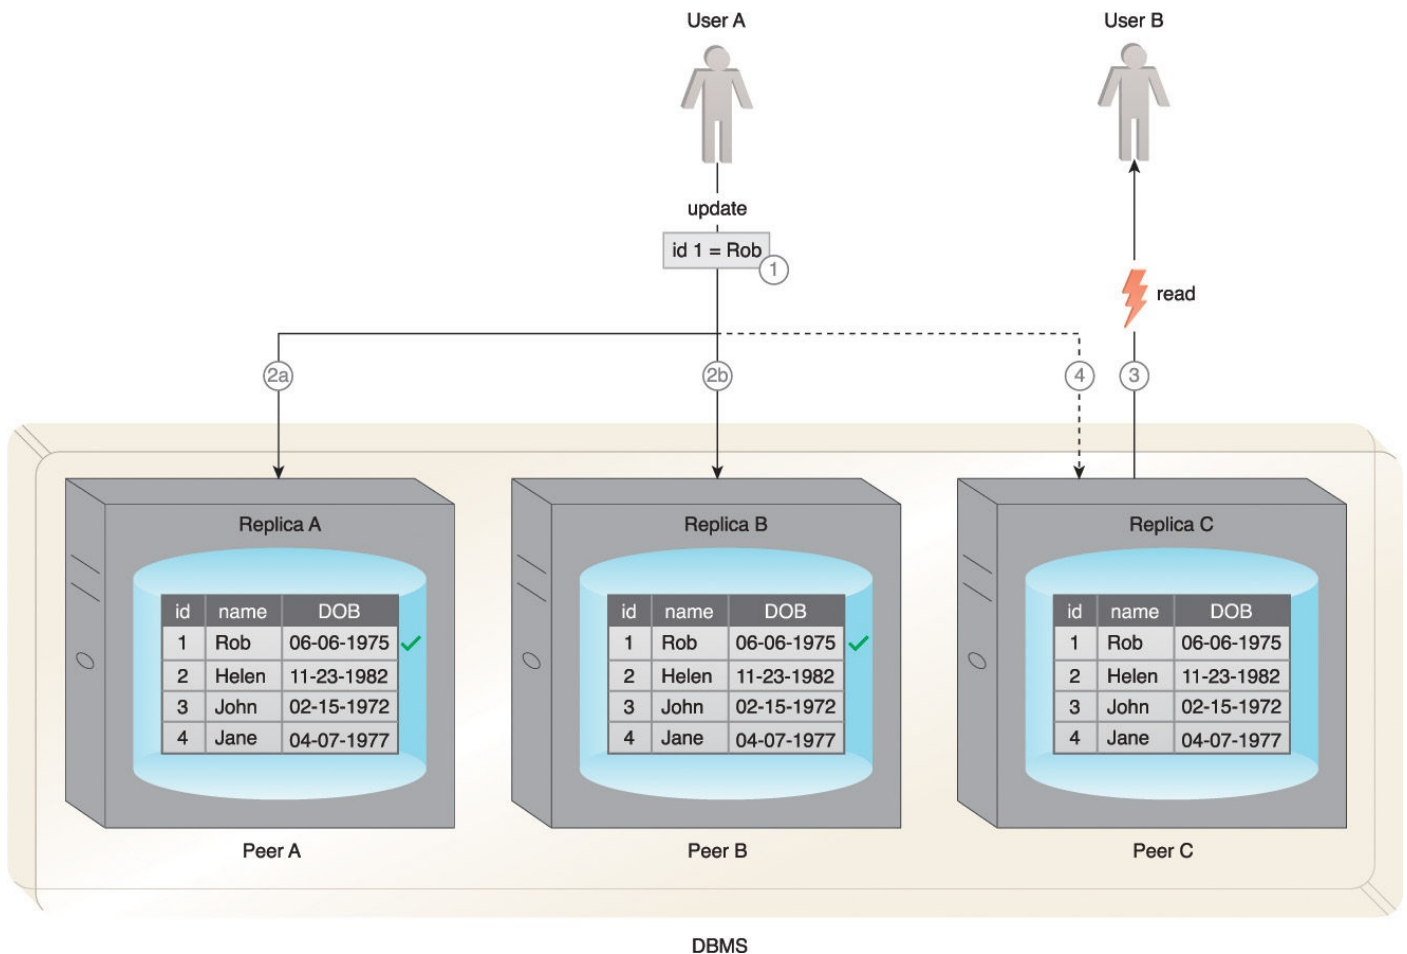 User A
User B
update
id 1 = Rob
1
read
2a
2b
4
3
Replica A
id name DOB
1 Rob 06-06-1975
2 Helen 11-23-1982
3 John 02-15-1972
4 Jane 04-07-1977
Peer A
Replica B
id name DOB
1 Rob 06-06-1975
2 Helen 11-23-1982
3 John 02-15-1972
4 Jane 04-07-1977
Peer B
Replica C
id name DOB
1 Rob 06-06-1975
2 Helen 11-23-1982
3 John 02-15-1972
4 Jane 04-07-1977
Peer C
DBMS